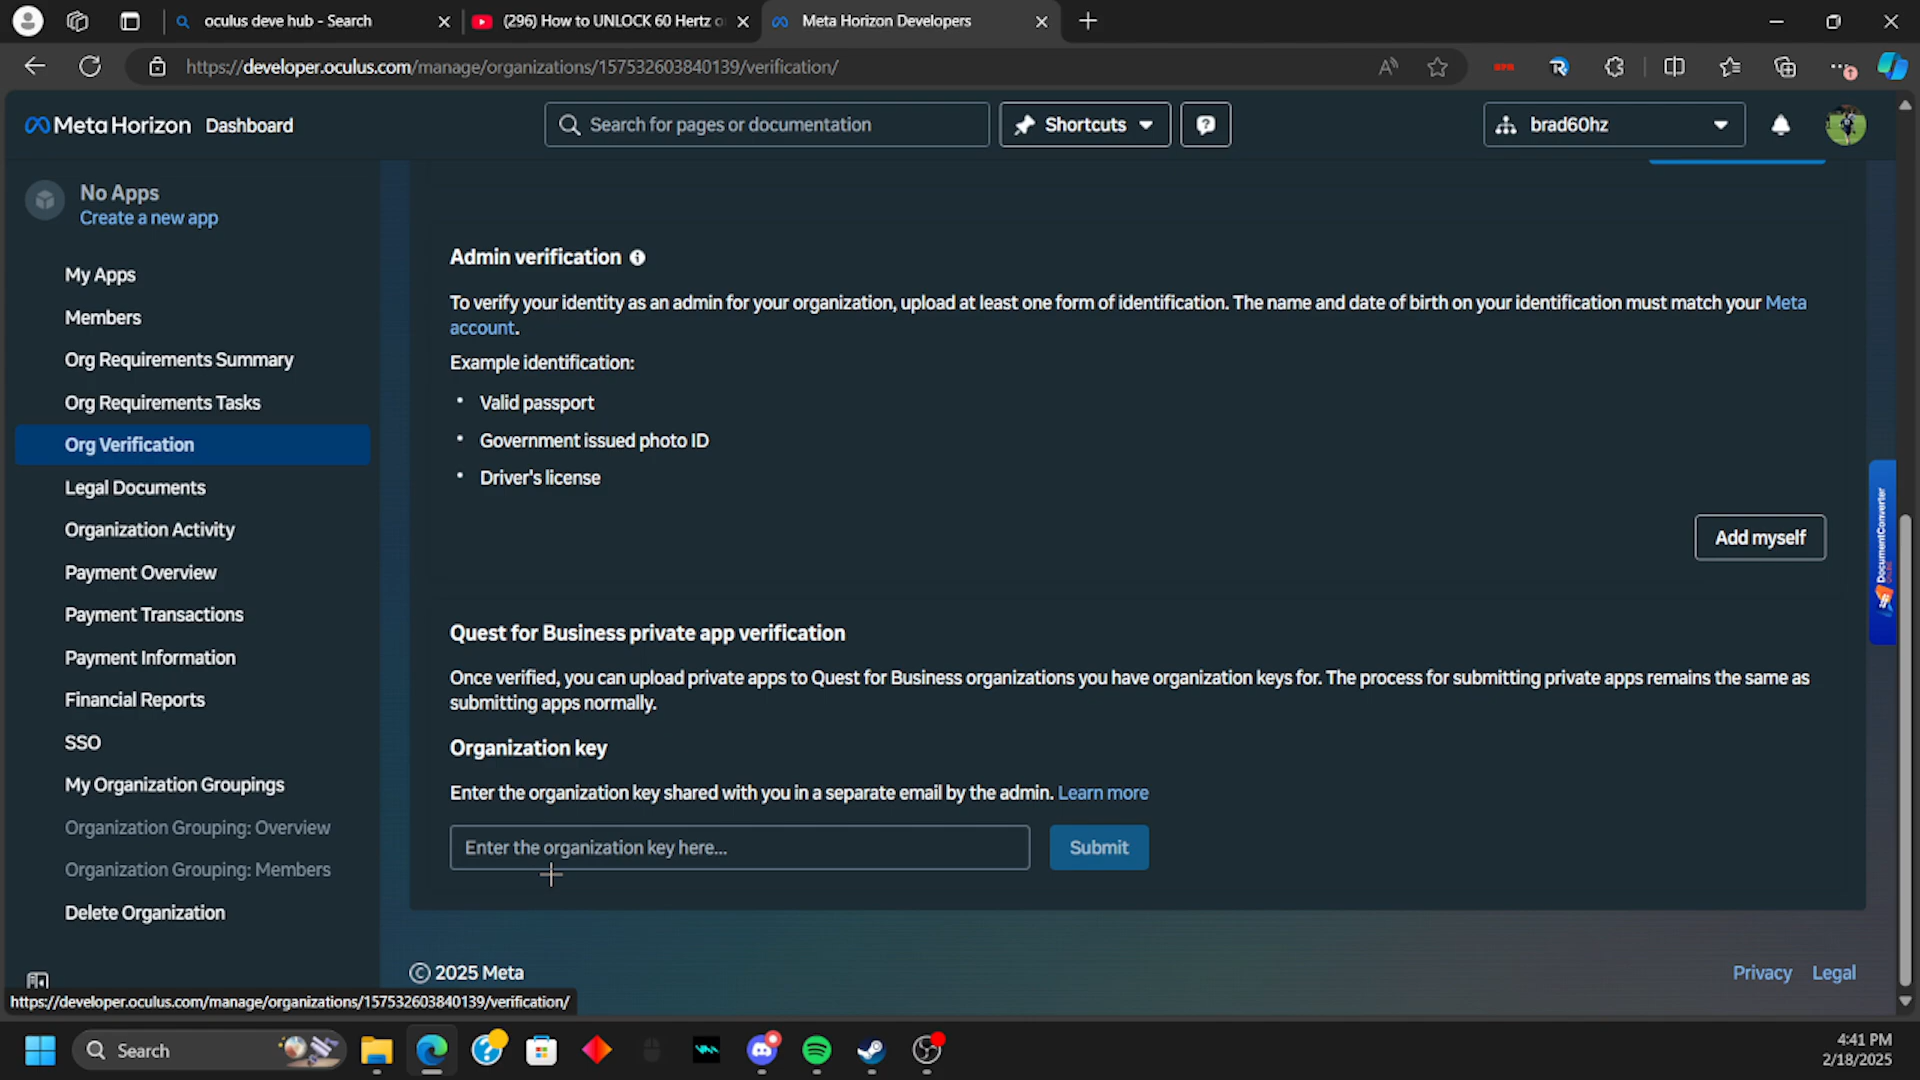 oculus deve hub - Search
(296) How to UNLOCK 60 Hertz o
Meta Horizon Developers
https://developer.oculus.com/manage/organizations/157532603840139/verification/
Meta Horizon
Dashboard
Search for pages or documentation
Shortcuts
brad60hz
No Apps
Create a new app
My Apps
Members
Org Requirements Summary
Org Requirements Tasks
Org Verification
Legal Documents
Organization Activity
Payment Overview
Payment Transactions
Payment Information
Financial Reports
SSO
My Organization Groupings
Organization Grouping: Overview
Organization Grouping: Members
Delete Organization
Admin verification
To verify your identity as an admin for your organization, upload at least one form of identification. The name and date of birth on your identification must match your Meta
account.
Example identification:
• Valid passport
• Government issued photo ID
• Driver's license
Add myself
DocumentConverter
Quest for Business private app verification
Once verified, you can upload private apps to Quest for Business organizations you have organization keys for. The process for submitting private apps remains the same as
submitting apps normally.
Organization key
Enter the organization key shared with you in a separate email by the admin. Learn more
Enter the organization key here...
Submit
© 2025 Meta
Privacy
Legal
https://developer.oculus.com/manage/organizations/157532603840139/verification/
Search
4:41 PM
2/18/2025